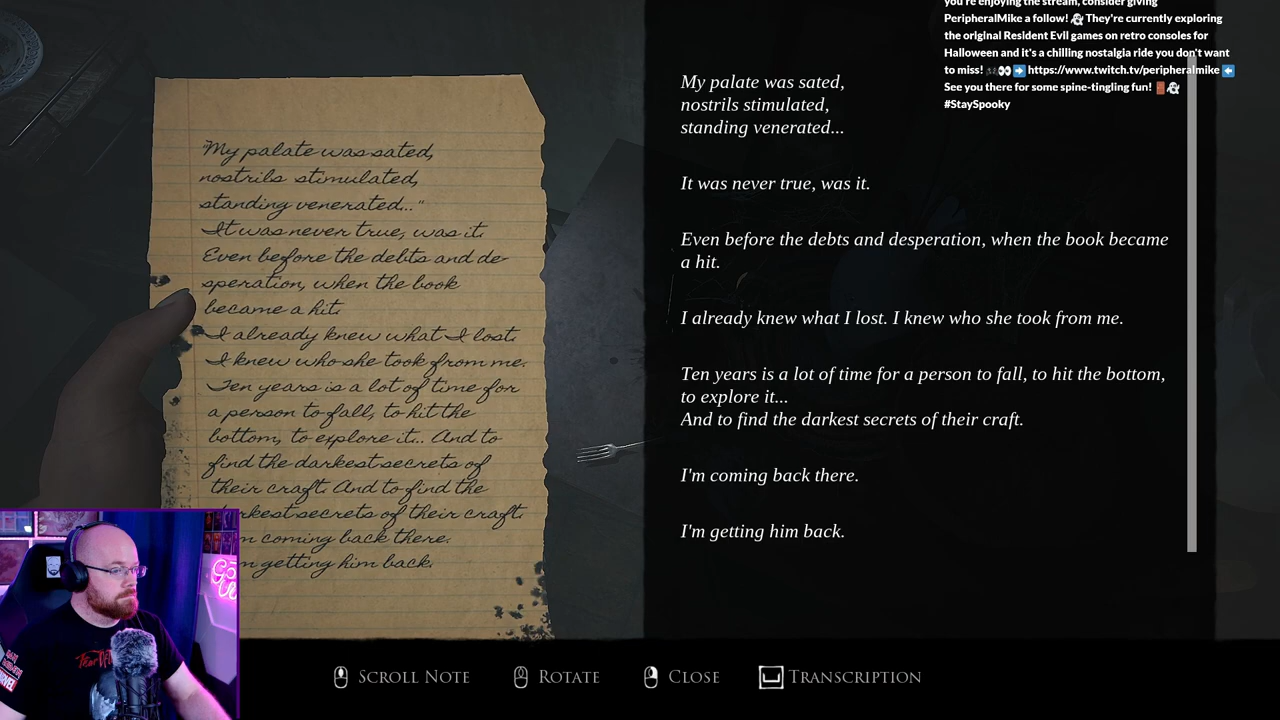 you're enjoying the stream, consider giving
PeripheralMike a follow! 👻 They're currently exploring
the original Resident Evil games on retro consoles for
Halloween and it's a chilling nostalgia ride you don't want
to miss! 🎮👀➡️ https://www.twitch.tv/peripheralmike ⬅️
See you there for some spine-tingling fun! 🚪👻
#StaySpooky
"My palate was sated,
nostrils stimulated,
standing venerated..."
It was never true, was it.
Even before the debts and de-
speration, when the book
became a hit.
I already knew what I lost.
I knew who she took from me.
Ten years is a lot of time for
a person to fall, to hit the
bottom, to explore it... And to
find the darkest secrets of
their craft. And to find the
darkest secrets of their craft.
m coming back there.
m getting him back.
My palate was sated,
nostrils stimulated,
standing venerated...
It was never true, was it.
Even before the debts and desperation, when the book became
a hit.
I already knew what I lost. I knew who she took from me.
Ten years is a lot of time for a person to fall, to hit the bottom,
to explore it...
And to find the darkest secrets of their craft.
I'm coming back there.
I'm getting him back.
SCROLL NOTE
ROTATE
CLOSE
TRANSCRIPTION